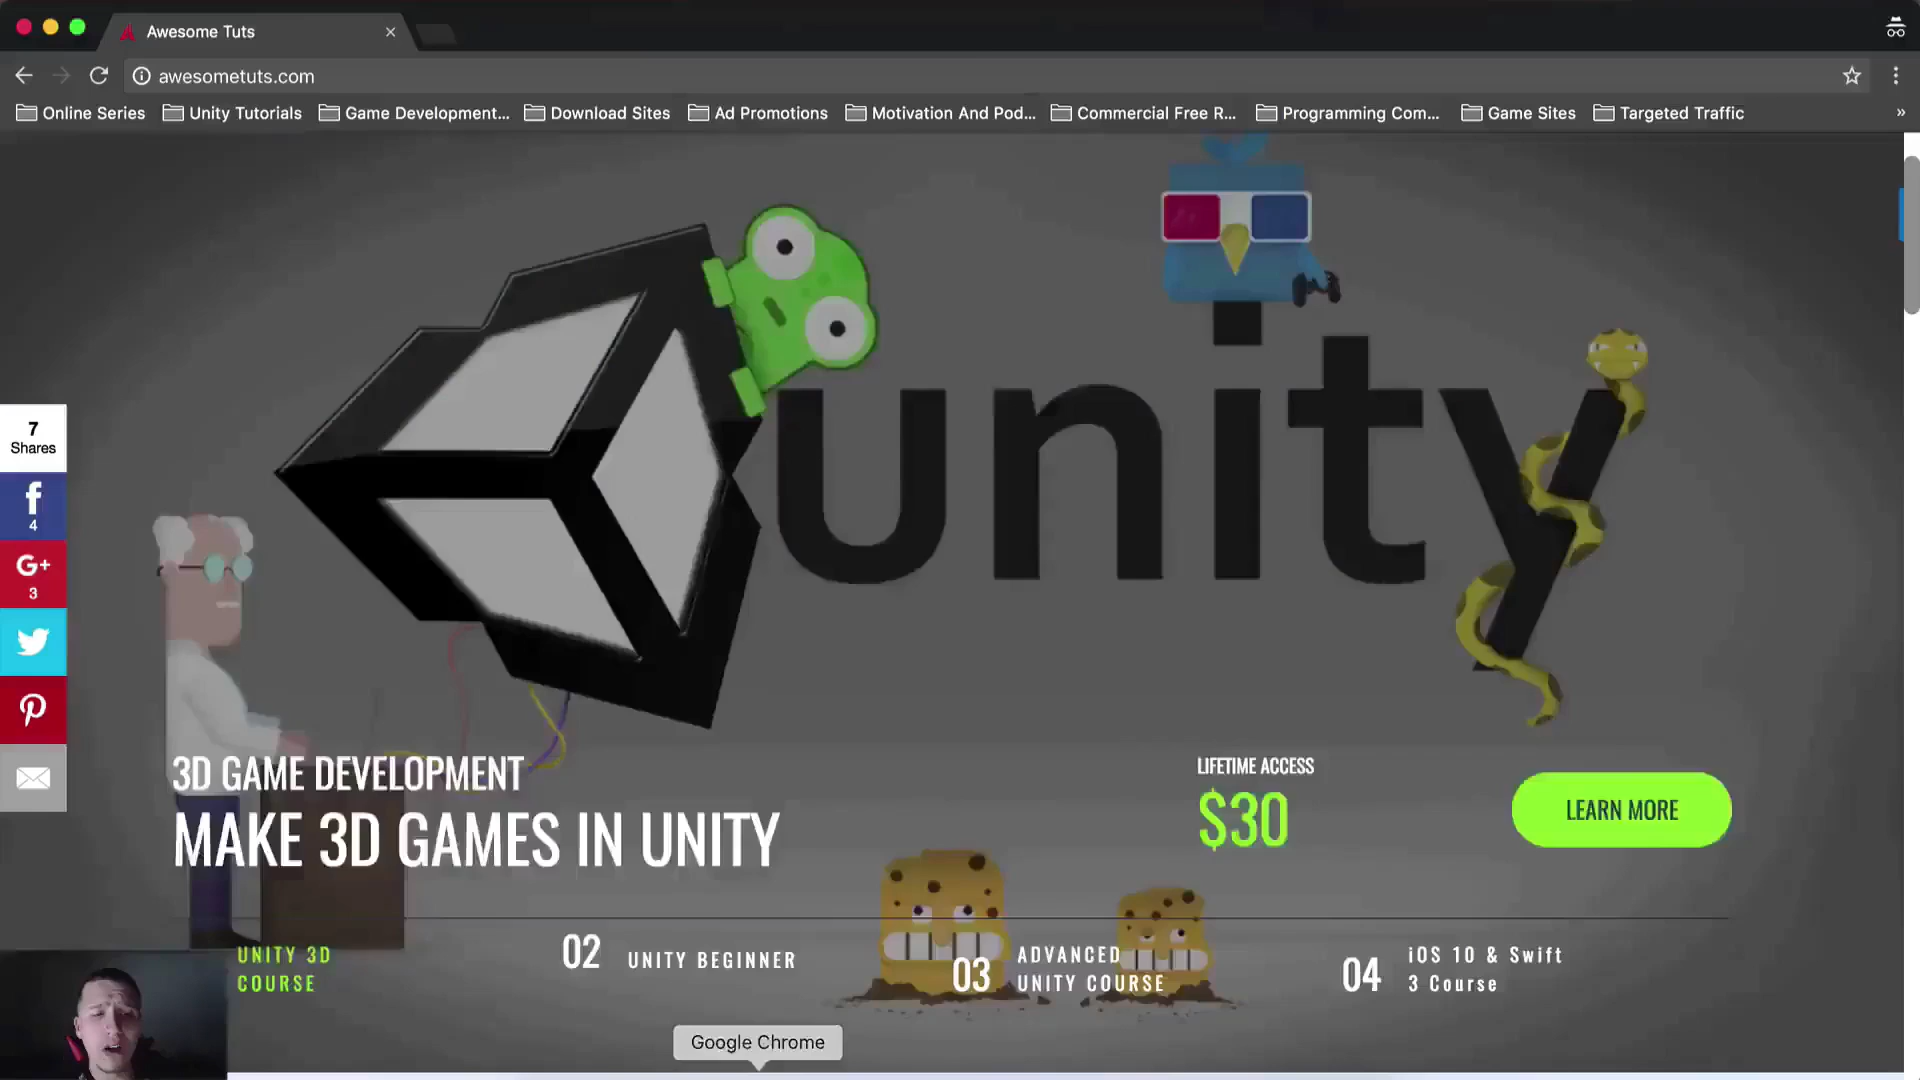 Awesome Tuts
awesometuts.com
Online Series
Unity Tutorials
Game Development...
Download Sites
Ad Promotions
Motivation And Pod...
Commercial Free R...
Programming Com...
Game Sites
Targeted Traffic
»
unity
7
Shares
f
4
G+
3
3D GAME DEVELOPMENT
MAKE 3D GAMES IN UNITY
LIFETIME ACCESS
$30
LEARN MORE
UNITY 3D
COURSE
02
UNITY BEGINNER
03
ADVANCED
UNITY COURSE
04
iOS 10 & Swift
3 Course
Google Chrome